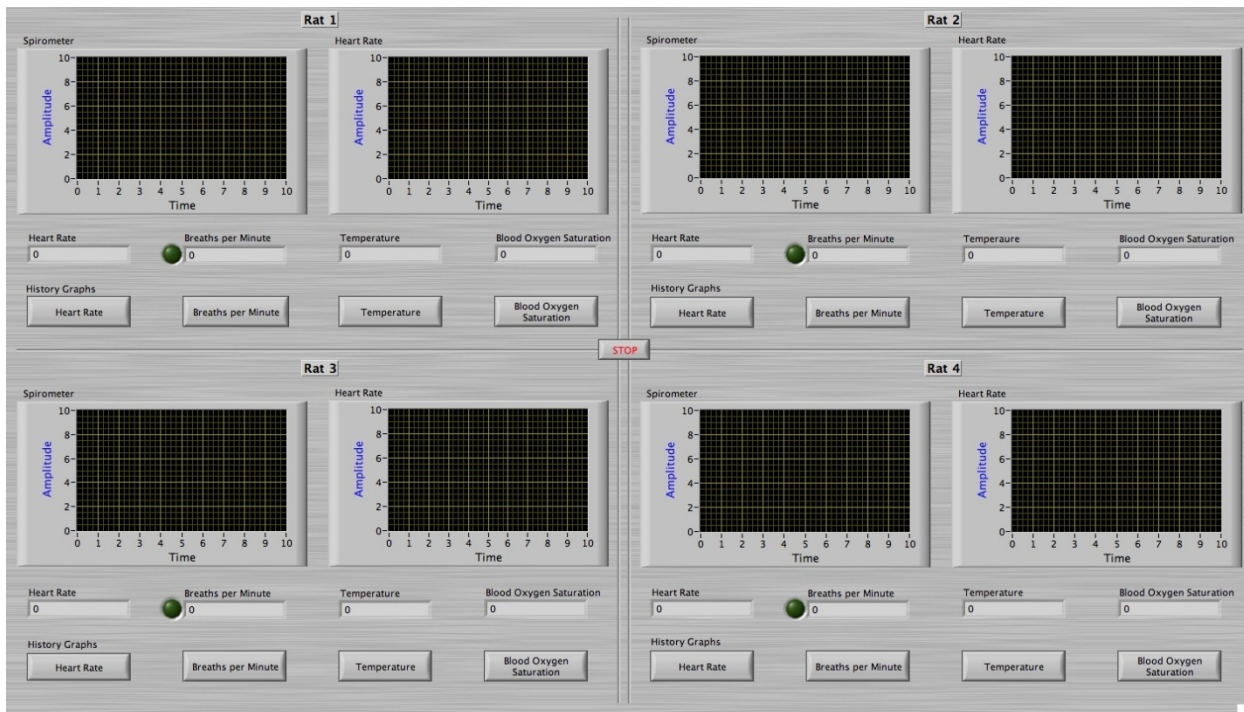 Rat 1
Spirometer
Heart Rate
10
8
6
4
2
0
Amplitude
0 1 2 3 4 5 6 7 8 9 10
Time
10
8
6
4
2
0
Amplitude
0 1 2 3 4 5 6 7 8 9 10
Time
Heart Rate
0
Breaths per Minute
0
Temperature
0
Blood Oxygen Saturation
0
History Graphs
Heart Rate
Breaths per Minute
Temperature
Blood Oxygen
Saturation
Rat 2
Spirometer
Heart Rate
10
8
6
4
2
0
Amplitude
0 1 2 3 4 5 6 7 8 9 10
Time
10
8
6
4
2
0
Amplitude
0 1 2 3 4 5 6 7 8 9 10
Time
Heart Rate
0
Breaths per Minute
0
Temperaure
0
Blood Oxygen Saturation
0
History Graphs
Heart Rate
Breaths per Minute
Temperature
Blood Oxygen
Saturation
STOP
Rat 3
Spirometer
Heart Rate
10
8
6
4
2
0
Amplitude
0 1 2 3 4 5 6 7 8 9 10
Time
10
8
6
4
2
0
Amplitude
0 1 2 3 4 5 6 7 8 9 10
Time
Heart Rate
0
Breaths per Minute
0
Temperature
0
Blood Oxygen Saturation
0
History Graphs
Heart Rate
Breaths per Minute
Temperature
Blood Oxygen
Saturation
Rat 4
Spirometer
Heart Rate
10
8
6
4
2
0
Amplitude
0 1 2 3 4 5 6 7 8 9 10
Time
10
8
6
4
2
0
Amplitude
0 1 2 3 4 5 6 7 8 9 10
Time
Heart Rate
0
Breaths per Minute
0
Temperature
0
Blood Oxygen Saturation
0
History Graphs
Heart Rate
Breaths per Minute
Temperature
Blood Oxygen
Saturation